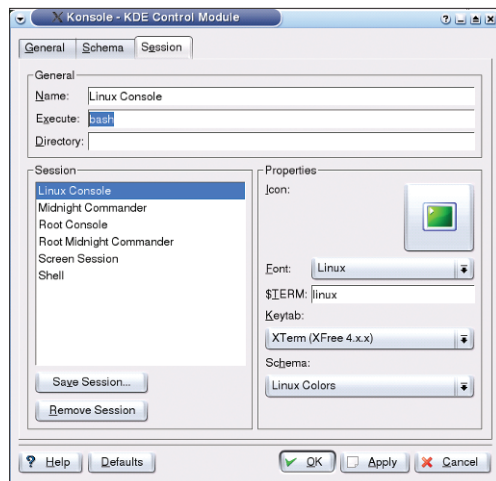 Konsole - KDE Control Module
General Schema Session
General
Name: Linux Console
Execute: bash
Directory:
Session
Linux Console
Midnight Commander
Root Console
Root Midnight Commander
Screen Session
Shell
Save Session...
Remove Session
Properties
Icon:
Font: Linux
$TERM: linux
Keytab:
XTerm (XFree 4.x.x)
Schema:
Linux Colors
? Help Defaults OK Apply Cancel